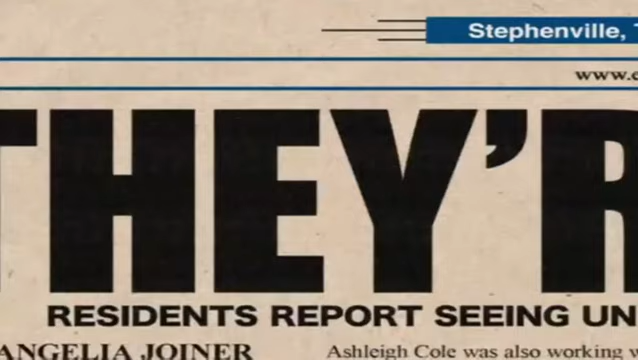 Stephenville,
www.
THEY'R
RESIDENTS REPORT SEEING UN
ANGELIA JOINER
Ashleigh Cole was also working